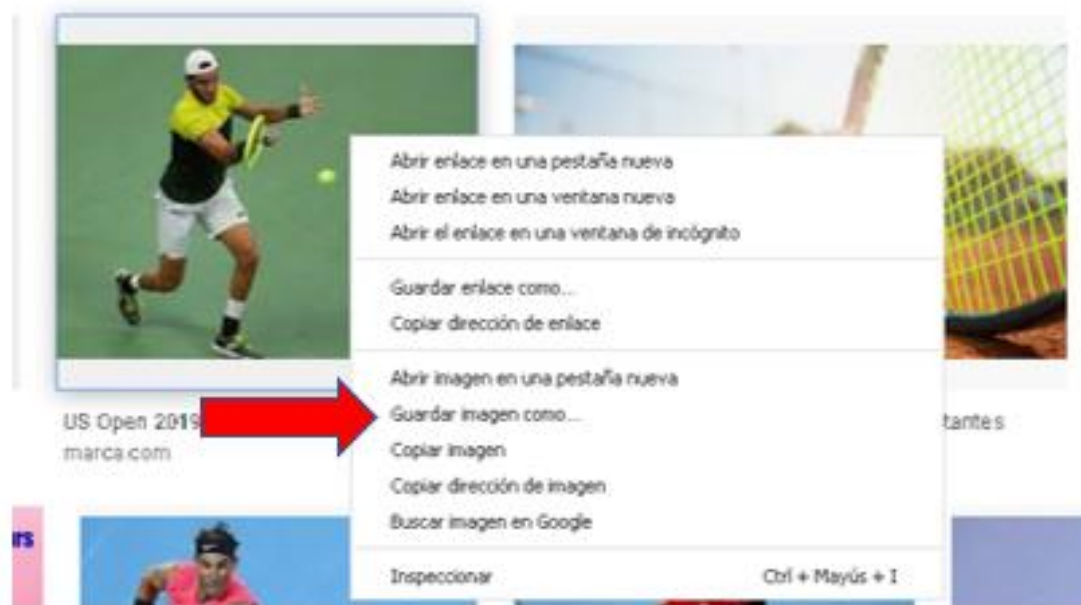 Abrir enlace en una pestaña nueva
Abrir enlace en una ventana nueva
Abrir el enlace en una ventana de incógnito
Guardar enlace como...
Copiar dirección de enlace
Abrir imagen en una pestaña nueva
US Open 2019
Guardar imagen como...
tantes
marca.com
Copiar imagen
Copiar dirección de imagen
Buscar imagen en Google
rs
Inspeccionar Ctrl + Mayús + I